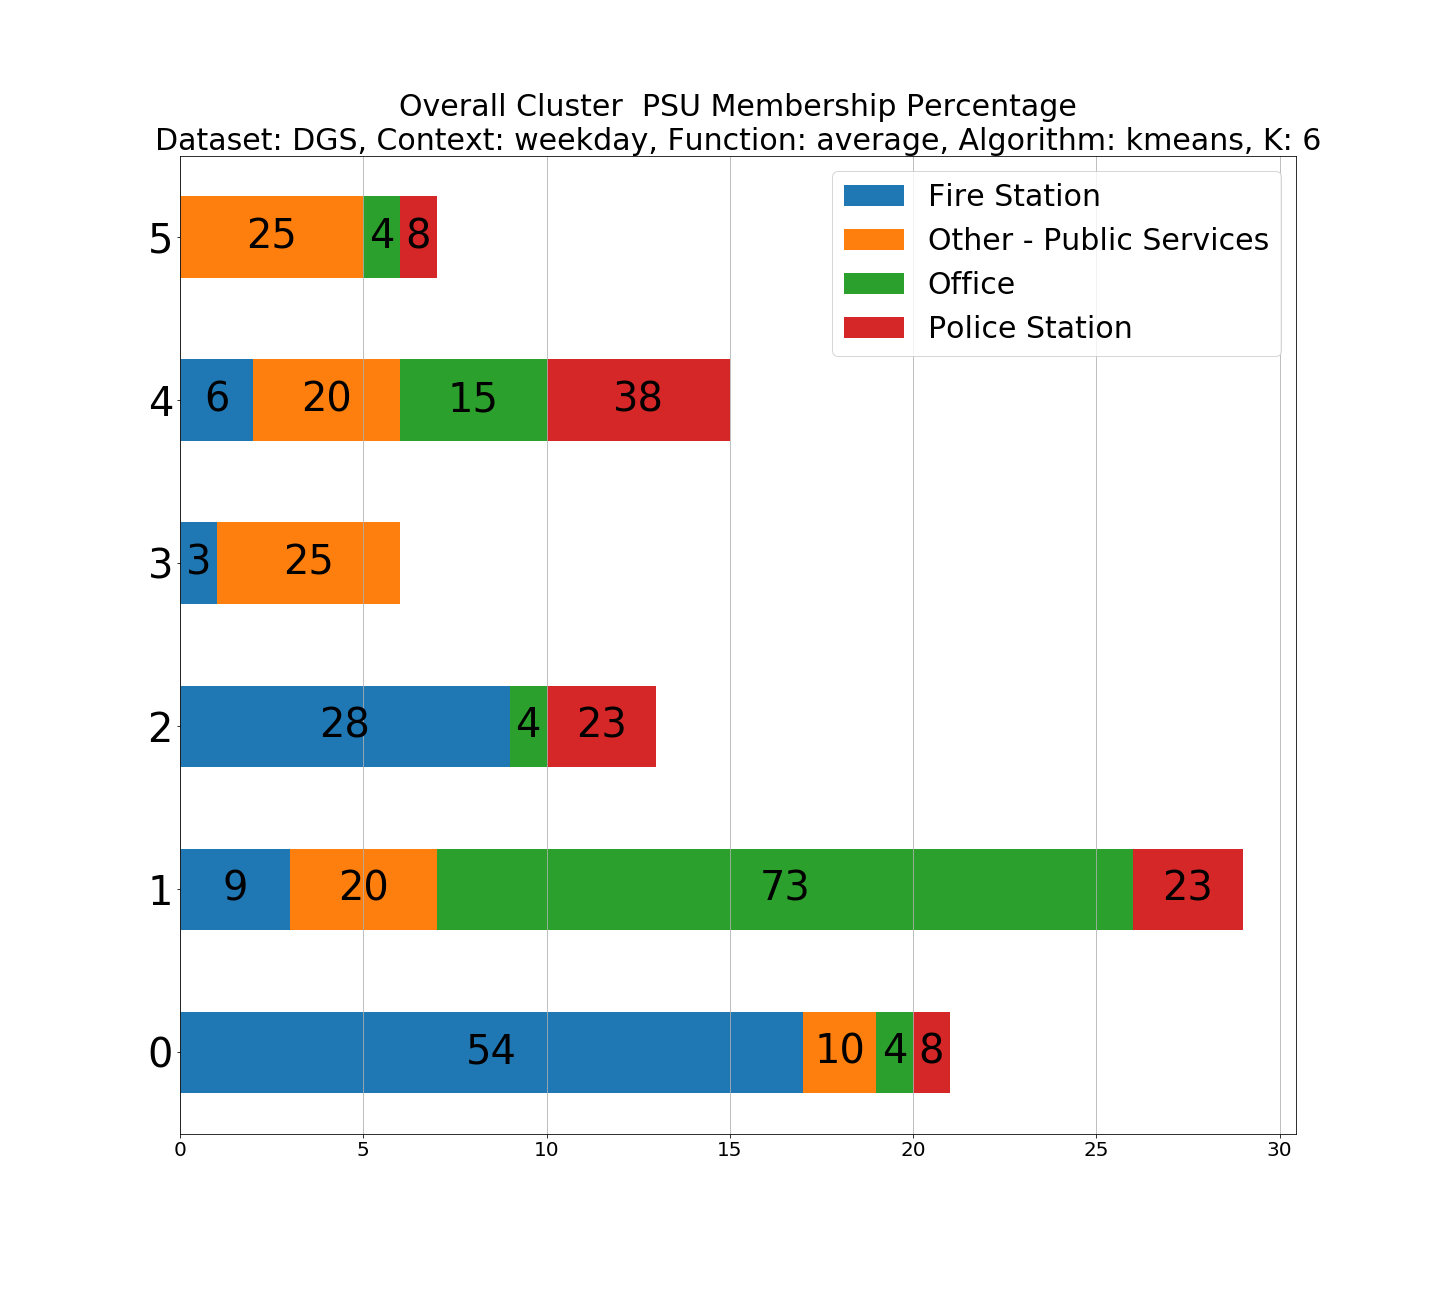 Overall Cluster  PSU Membership Percentage
Dataset: DGS, Context: weekday, Function: average, Algorithm: kmeans, K: 6
Fire Station
Other - Public Services
Office
Police Station
5 25 4 8
4 6 20 15 38
3 3 25
2 28 4 23
1 9 20 73 23
0 54 10 4 8
0 5 10 15 20 25 30